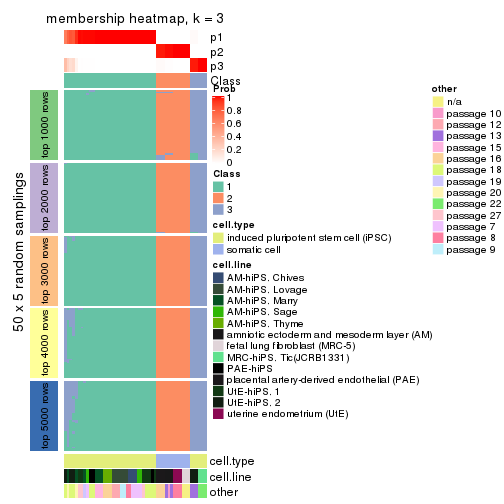 membership heatmap, k = 3
p1
p2
p3
Class
50 x 5 random samplings
top 1000 rows
top 2000 rows
top 3000 rows
top 4000 rows
top 5000 rows
cell.type
cell.line
other
Prob
1
0.8
0.6
0.4
0.2
0
Class
1
2
3
cell.type
induced pluripotent stem cell (iPSC)
somatic cell
cell.line
AM-hiPS. Chives
AM-hiPS. Lovage
AM-hiPS. Marry
AM-hiPS. Sage
AM-hiPS. Thyme
amniotic ectoderm and mesoderm layer (AM)
fetal lung fibroblast (MRC-5)
MRC-hiPS. Tic(JCRB1331)
PAE-hiPS
placental artery-derived endothelial (PAE)
UtE-hiPS. 1
UtE-hiPS. 2
uterine endometrium (UtE)
other
n/a
passage 10
passage 12
passage 13
passage 15
passage 16
passage 18
passage 19
passage 20
passage 22
passage 27
passage 7
passage 8
passage 9